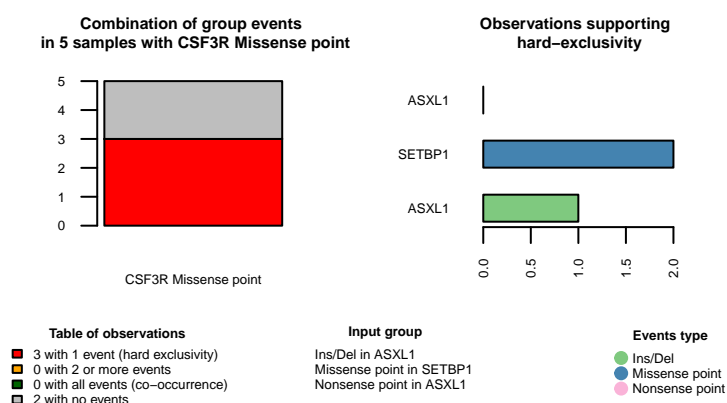 Combination of group events
in 5 samples with CSF3R Missense point
5
4
3
2
1
0
CSF3R Missense point
Observations supporting
hard−exclusivity
ASXL1
SETBP1
ASXL1
0.0
0.5
1.0
1.5
2.0
Table of observations
3 with 1 event (hard exclusivity)
0 with 2 or more events
0 with all events (co−occurrence)
2 with no events
Input group
Ins/Del in ASXL1
Missense point in SETBP1
Nonsense point in ASXL1
Events type
Ins/Del
Missense point
Nonsense point